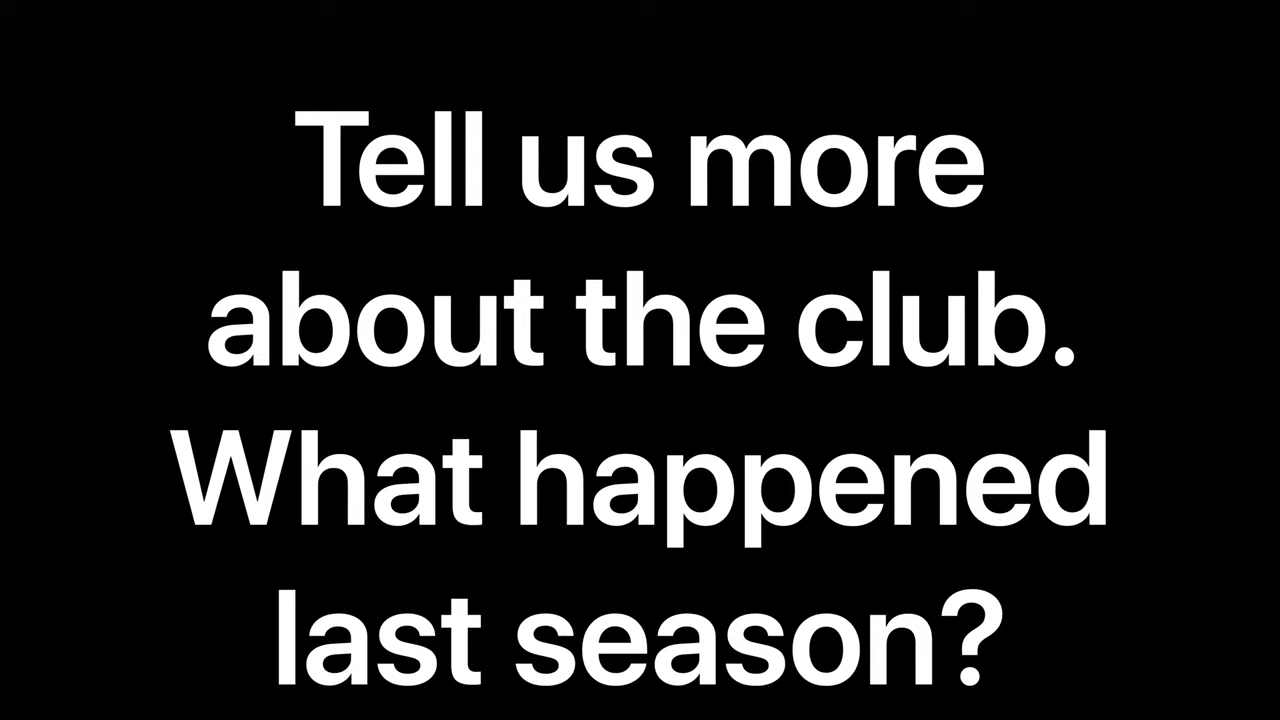 Tell us more
about the club.
What happened
last season?